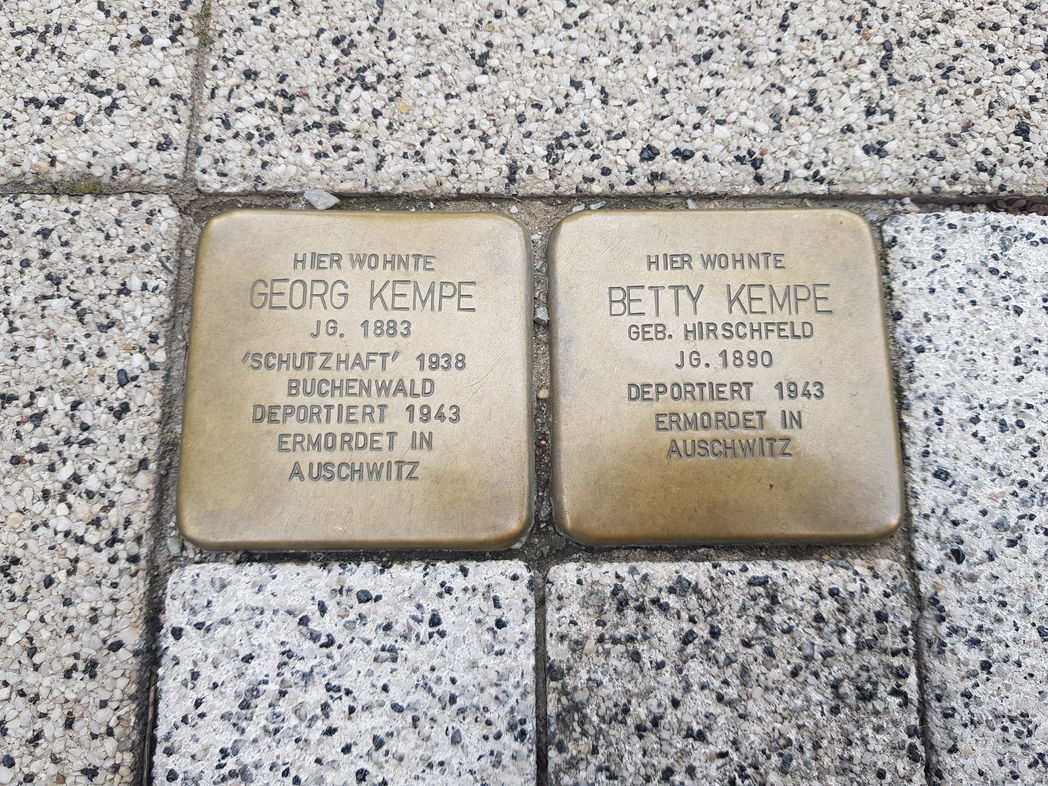 HIER WOHNTE
GEORG KEMPE
JG. 1883
'SCHUTZHAFT' 1938
BUCHENWALD
DEPORTIERT 1943
ERMORDET IN
AUSCHWITZ
HIER WOHNTE
BETTY KEMPE
GEB. HIRSCHFELD
JG. 1890
DEPORTIERT 1943
ERMORDET IN
AUSCHWITZ